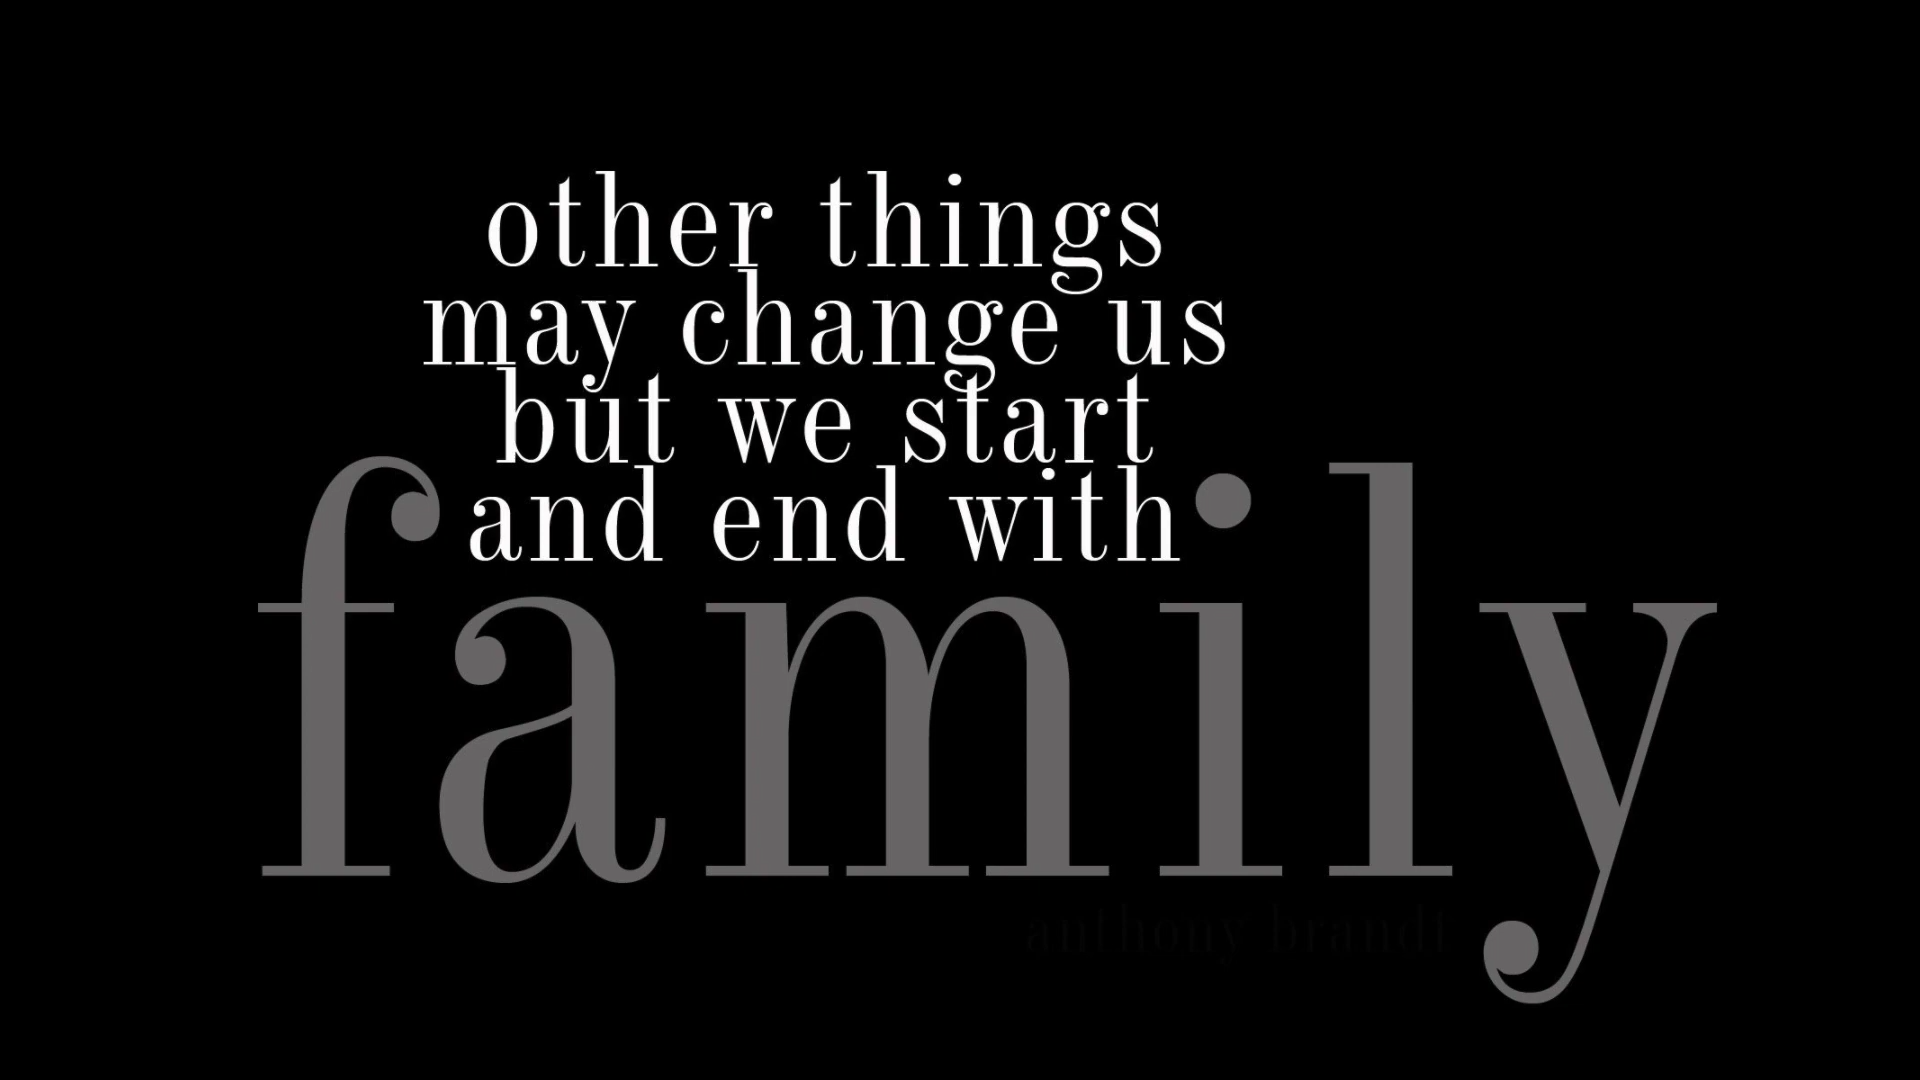 other things
may change us
but we start
and end with
family
anthony brandt